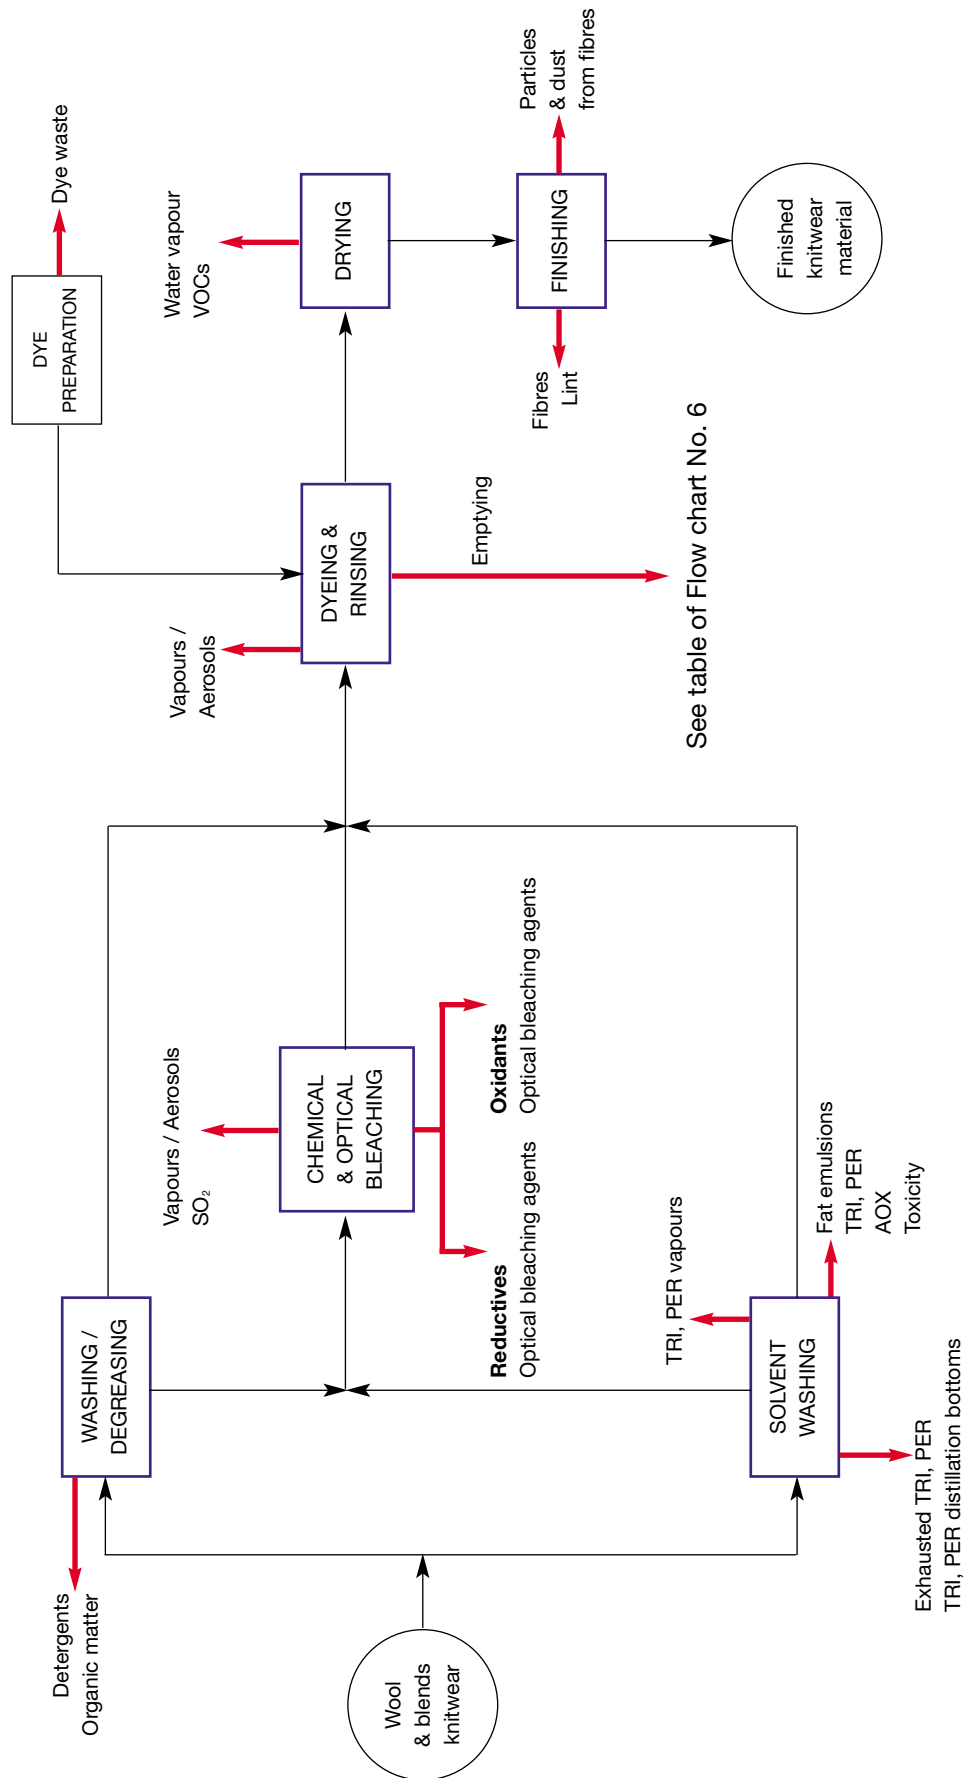 Wool
& blends
knitwear
Detergents
Organic matter
WASHING /
DEGREASING
Exhausted TRI, PER
TRI, PER distillation bottoms
SOLVENT
WASHING
TRI, PER vapours
Fat emulsions
TRI, PER
AOX
Toxicity
Vapours / Aerosols
SO₂
CHEMICAL
& OPTICAL
BLEACHING
Reductives
Optical bleaching agents
Oxidants
Optical bleaching agents
Vapours /
Aerosols
DYEING &
RINSING
Emptying
See table of Flow chart No. 6
DYE
PREPARATION
Dye waste
Water vapour
VOCs
DRYING
Fibres
Lint
FINISHING
Particles
& dust
from fibres
Finished
knitwear
material